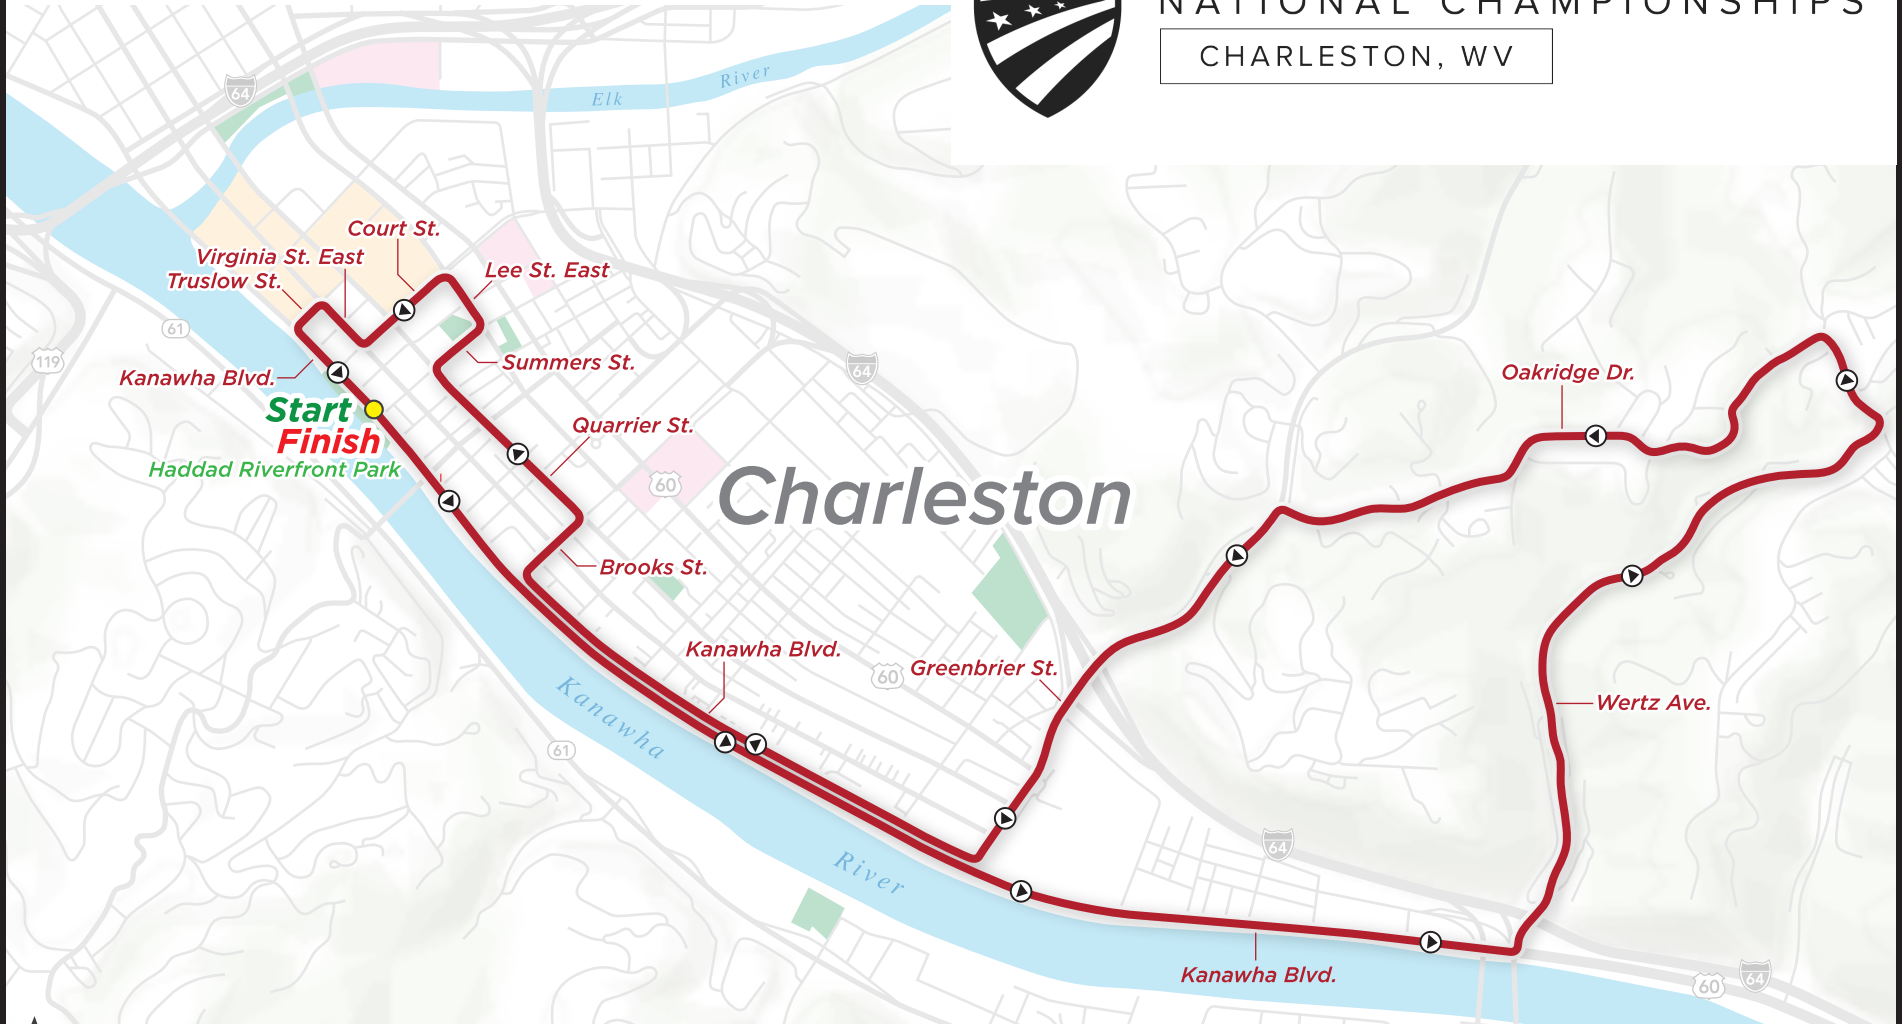 NATIONAL CHAMPIONSHIPS
CHARLESTON, WV
64
Elk
River
Court St.
Virginia St. East
Truslow St.
Lee St. East
61
119
Kanawha Blvd.
Summers St.
64
Start
Finish
Haddad Riverfront Park
Quarrier St.
60
Charleston
Oakridge Dr.
Brooks St.
Kanawha Blvd.
60
Greenbrier St.
Kanawha
61
Wertz Ave.
River
64
Kanawha Blvd.
60
64